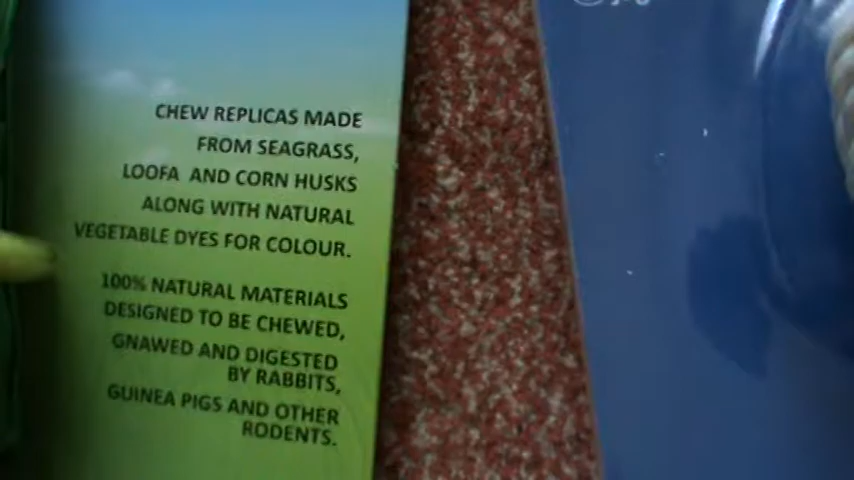 CHEW REPLICAS MADE
FROM SEAGRASS,
LOOFA AND CORN HUSKS
ALONG WITH NATURAL
VEGETABLE DYES FOR COLOUR.
100% NATURAL MATERIALS
DESIGNED TO BE CHEWED,
GNAWED AND DIGESTED
BY RABBITS,
GUINEA PIGS AND OTHER
RODENTS.